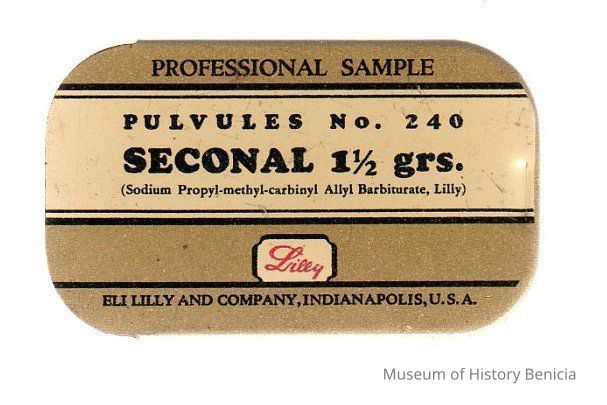 PROFESSIONAL SAMPLE
PULVULES No. 240
SECONAL 1½ grs.
(Sodium Propyl-methyl-carbinyl Allyl Barbiturate, Lilly)
Lilly
ELI LILLY AND COMPANY, INDIANAPOLIS, U. S. A.
Museum of History Benicia